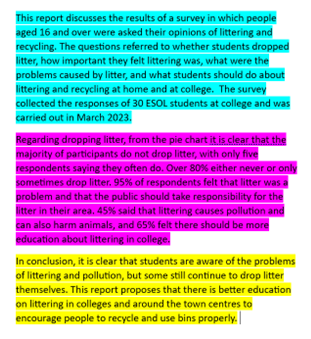 This report discusses the results of a survey in which people
aged 16 and over were asked their opinions of littering and
recycling. The questions referred to whether students dropped
litter, how important they felt littering was, what were the
problems caused by litter, and what students should do about
littering and recycling at home and at college.  The survey
collected the responses of 30 ESOL students at college and was
carried out in March 2023.
Regarding dropping litter, from the pie chart it is clear that the
majority of participants do not drop litter, with only five
respondents saying they often do. Over 80% either never or only
sometimes drop litter. 95% of respondents felt that litter was a
problem and that the public should take responsibility for the
litter in their area. 45% said that littering causes pollution and
can also harm animals, and 65% felt there should be more
education about littering in college.
In conclusion, it is clear that students are aware of the problems
of littering and pollution, but some still continue to drop litter
themselves. This report proposes that there is better education
on littering in colleges and around the town centres to
encourage people to recycle and use bins properly.